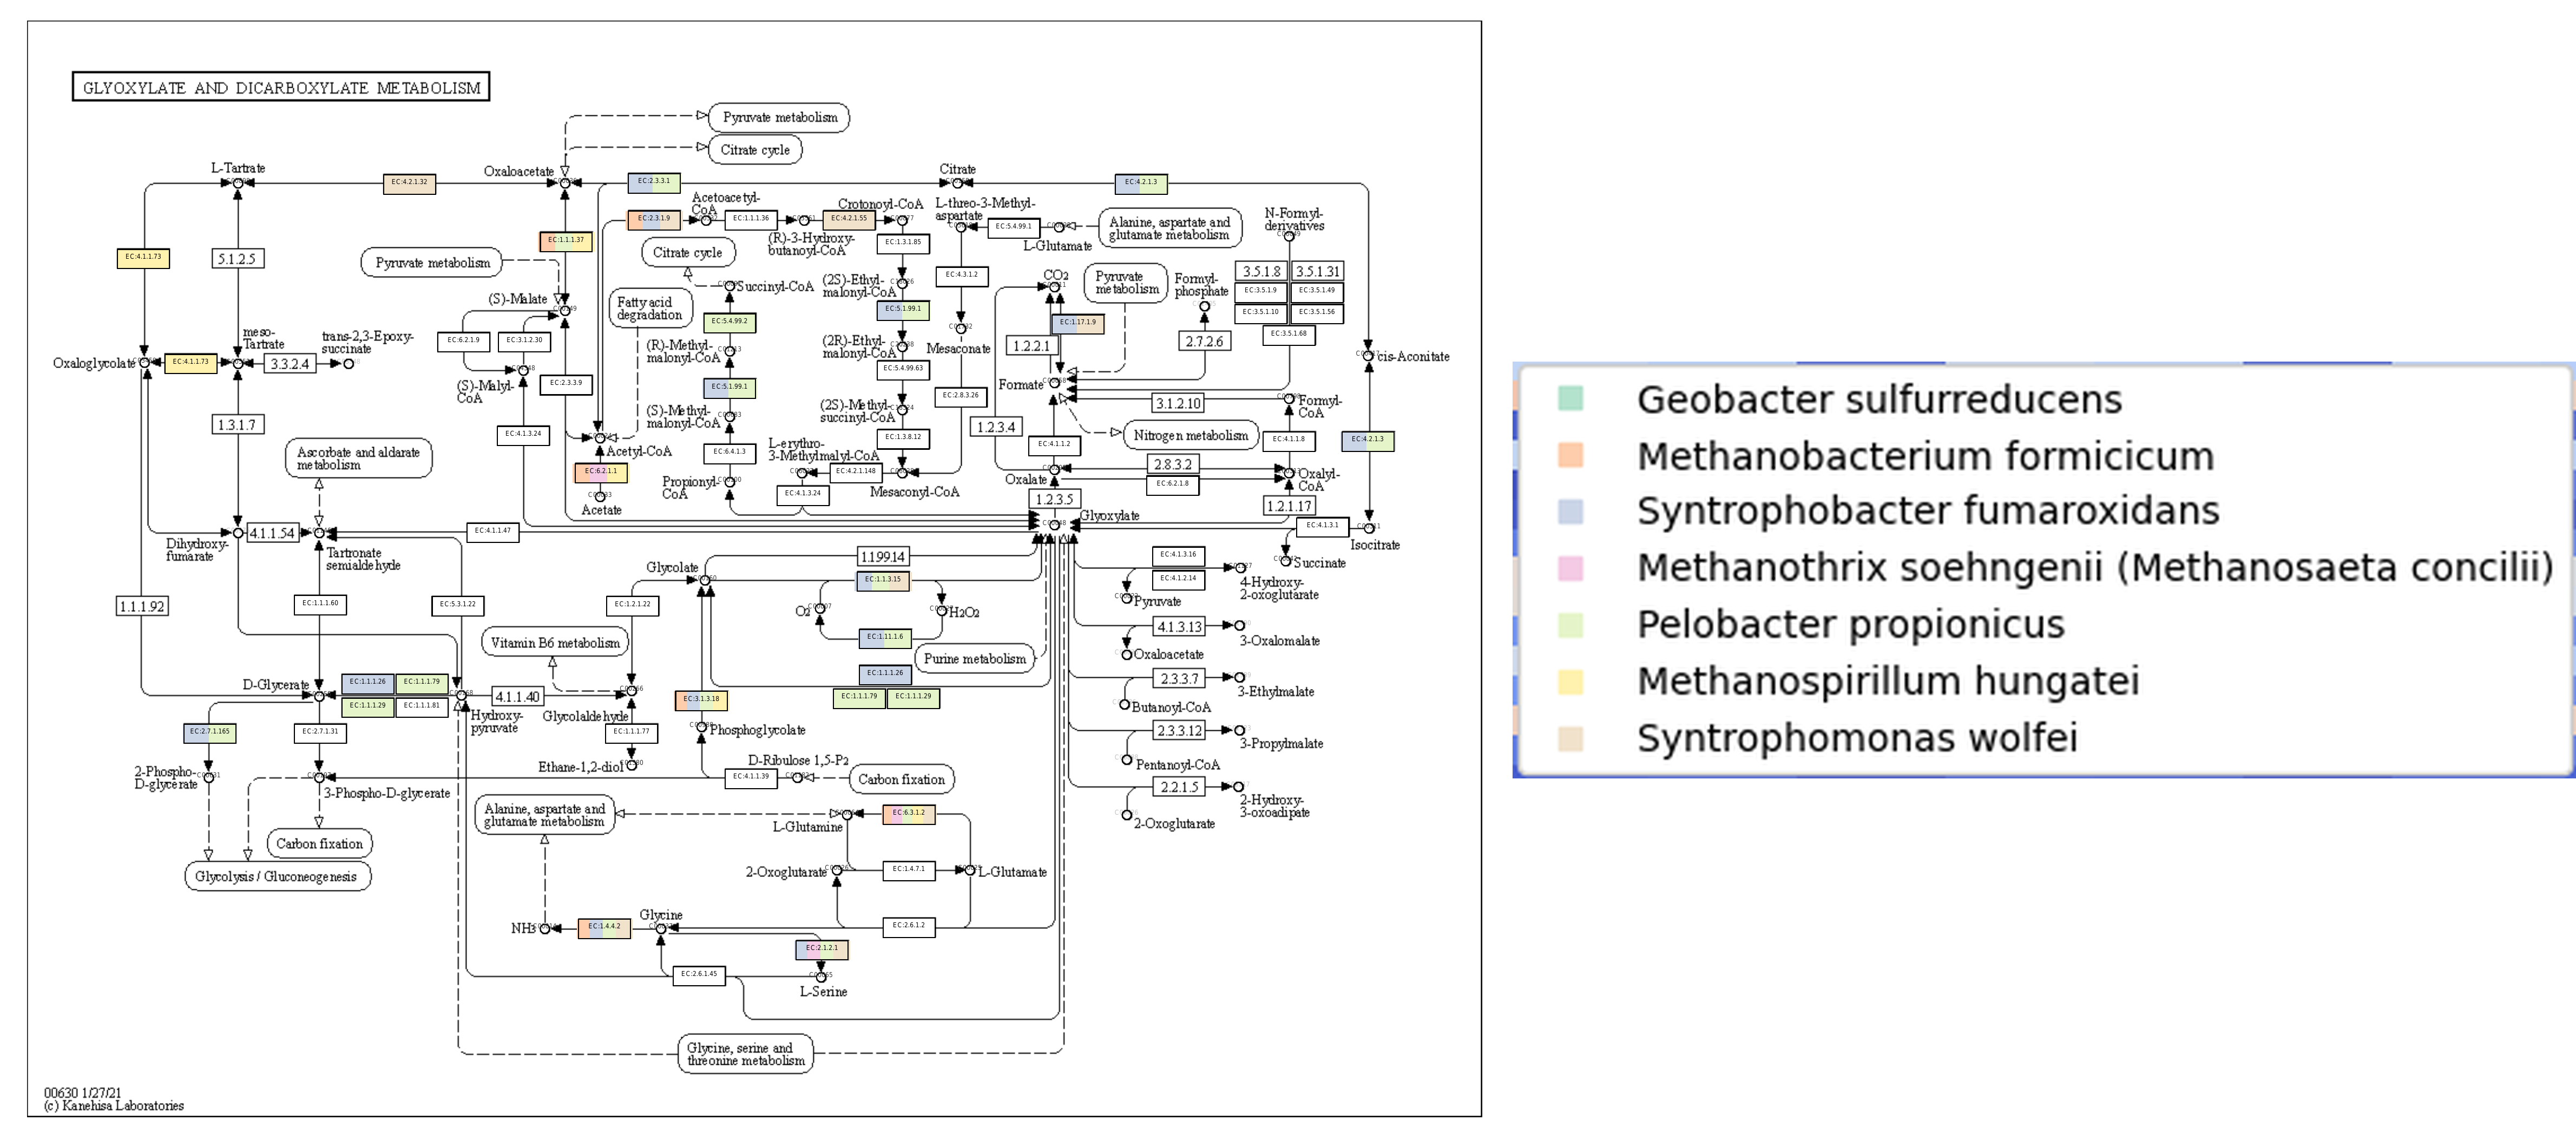 GLYOXYLATE AND DICARBOXYLATE METABOLISM
Pyruvate metabolism
Citrate cycle
L-Tartrate
EC:4.2.1.32
Oxaloacetate
EC:2.3.3.1
Citrate
EC:4.2.1.3
Acetoacetyl-
CoA
EC:2.3.1.9
EC:1.1.1.36
Crotonoyl-CoA
EC:4.2.1.55
(R)-3-Hydroxy-
butanoyl-CoA
L-threo-3-Methyl-
aspartate
EC:5.4.99.1
L-Glutamate
Alanine, aspartate and
glutamate metabolism
N-Formyl-
derivatives
EC:1.1.1.37
EC:1.3.1.85
EC:4.1.1.73
5.1.2.5
Pyruvate metabolism
Citrate cycle
EC:4.3.1.2
CO2
Pyruvate
metabolism
Formyl-
phosphate
3.5.1.8
3.5.1.31
EC:3.5.1.9
EC:3.5.1.49
EC:3.5.1.10
EC:3.5.1.56
EC:3.5.1.68
(S)-Malate
Fatty acid
degradation
Succinyl-CoA
(2S)-Ethyl-
malonyl-CoA
EC:5.4.99.2
EC:5.1.99.1
EC:1.17.1.9
1.2.2.1
2.7.2.6
meso-
Tartrate
trans-2,3-Epoxy-
succinate
EC:6.2.1.9
EC:3.1.2.30
(R)-Methyl-
malonyl-CoA
(2R)-Ethyl-
malonyl-CoA
Mesaconate
cis-Aconitate
Oxaloglycolate
EC:4.1.1.73
3.3.2.4
(S)-Malyl-
CoA
EC:2.3.3.9
EC:5.1.99.1
EC:5.4.99.63
EC:2.8.3.26
Formate
3.1.2.10
Formyl-
CoA
1.3.1.7
EC:4.1.3.24
(S)-Methyl-
malonyl-CoA
(2S)-Methyl-
succinyl-CoA
1.2.3.4
Nitrogen metabolism
EC:4.1.1.2
EC:4.1.1.8
EC:4.2.1.3
Ascorbate and aldarate
metabolism
Acetyl-CoA
EC:6.4.1.3
L-erythro-
3-Methylmalyl-CoA
EC:1.3.8.12
EC:6.2.1.1
EC:4.2.1.148
2.8.3.2
EC:6.2.1.8
Oxalate
Oxalyl-
CoA
Acetate
Propionyl-
CoA
EC:4.1.3.24
Mesaconyl-CoA
1.2.3.5
1.2.1.17
Glyoxylate
EC:4.1.3.1
Isocitrate
4.1.1.54
EC:4.1.1.47
Dihydroxy-
fumarate
Tartronate
semialdehyde
1.1.99.14
Succinate
Glycolate
EC:1.1.3.15
EC:4.1.3.16
EC:4.1.2.14
4-Hydroxy-
2-oxoglutarate
Pyruvate
1.1.1.92
EC:1.1.1.60
EC:5.3.1.22
EC:1.2.1.22
O2
H2O2
EC:1.11.1.6
4.1.3.13
3-Oxalomalate
Oxaloacetate
Vitamin B6 metabolism
Purine metabolism
D-Glycerate
EC:1.1.1.26
EC:1.1.1.79
EC:1.1.1.29
EC:1.1.1.81
4.1.1.40
EC:1.1.1.26
EC:1.1.1.79
EC:1.1.1.29
2.3.3.7
3-Ethylmalate
Butanoyl-CoA
Hydroxy-
pyruvate
Glycolaldehyde
EC:3.1.3.18
EC:2.7.1.165
EC:2.7.1.31
EC:1.1.1.77
Phosphoglycolate
2.3.3.12
3-Propylmalate
Pentanoyl-CoA
2-Phospho-
D-glycerate
Ethane-1,2-diol
D-Ribulose 1,5-P2
EC:4.1.1.39
Carbon fixation
3-Phospho-D-glycerate
2.2.1.5
2-Hydroxy-
3-oxoadipate
2-Oxoglutarate
Alanine, aspartate and
glutamate metabolism
L-Glutamine
EC:6.3.1.2
Carbon fixation
Glycolysis / Gluconeogenesis
2-Oxoglutarate
EC:1.4.7.1
L-Glutamate
NH3
EC:1.4.4.2
Glycine
EC:2.6.1.2
EC:2.1.2.1
EC:2.6.1.45
L-Serine
Glycine, serine and
threonine metabolism
00630 1/27/21
(c) Kanehisa Laboratories
Geobacter sulfurreducens
Methanobacterium formicicum
Syntrophobacter fumaroxidans
Methanothrix soehngenii (Methanosaeta concilii)
Pelobacter propionicus
Methanospirillum hungatei
Syntrophomonas wolfei